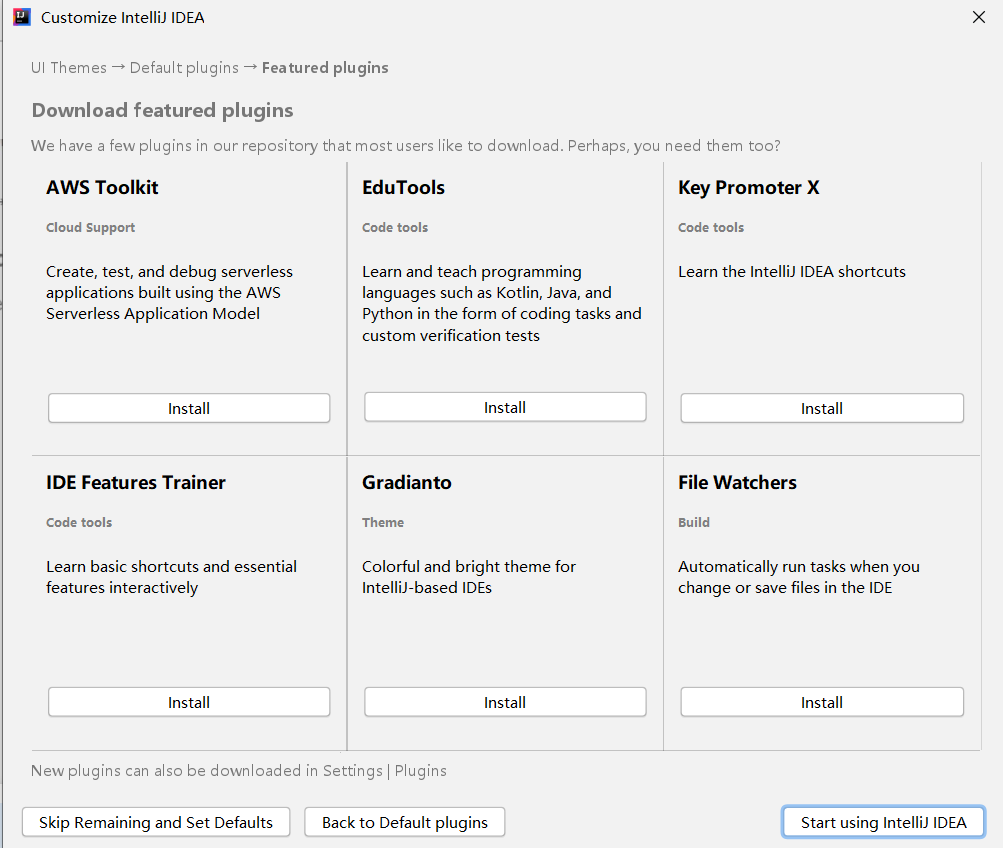 Customize IntelliJ IDEA
UI Themes → Default plugins → Featured plugins
Download featured plugins
We have a few plugins in our repository that most users like to download. Perhaps, you need them too?
AWS Toolkit
Cloud Support
Create, test, and debug serverless
applications built using the AWS
Serverless Application Model
Install
EduTools
Code tools
Learn and teach programming
languages such as Kotlin, Java, and
Python in the form of coding tasks and
custom verification tests
Install
Key Promoter X
Code tools
Learn the IntelliJ IDEA shortcuts
Install
IDE Features Trainer
Code tools
Learn basic shortcuts and essential
features interactively
Install
Gradianto
Theme
Colorful and bright theme for
IntelliJ-based IDEs
Install
File Watchers
Build
Automatically run tasks when you
change or save files in the IDE
Install
New plugins can also be downloaded in Settings | Plugins
Skip Remaining and Set Defaults
Back to Default plugins
Start using IntelliJ IDEA